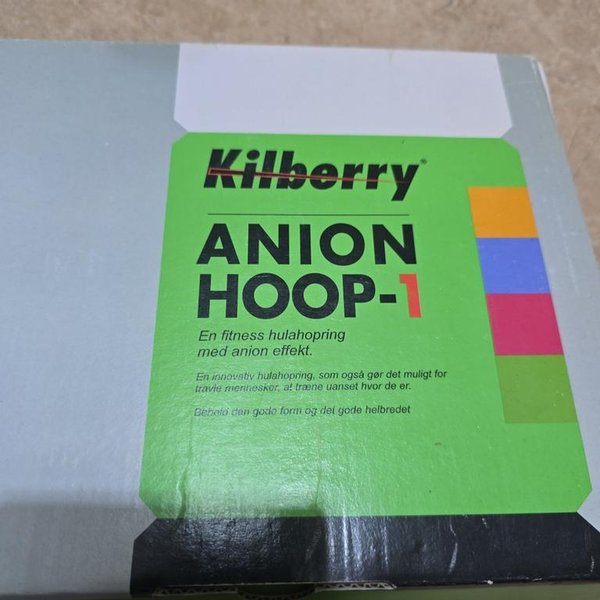 Kilberry®
ANION
HOOP-1
En fitness hulahopring
med anion effekt.
En innovativ hulahopring, som også gør det muligt for
travle mennesker, at træne uanset hvor de er.
Behold den gode form og det gode helbredet